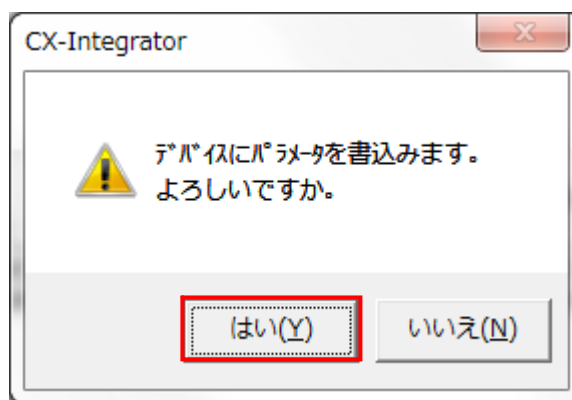 CX-Integrator
ﾃﾞﾊﾞｲｽにﾊﾟﾗﾒｰﾀを書込みます。
よろしいですか。
はい(Y)
いいえ(N)